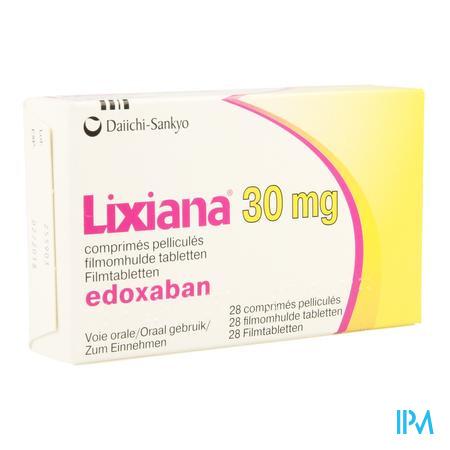 Daiichi-Sankyo
Lixiana® 30 mg
comprimés pelliculés
filmomhulde tabletten
Filmtabletten
edoxaban
28 comprimés pelliculés
28 filmomhulde tabletten
28 Filmtabletten
Voie orale/Oraal gebruik/
Zum Einnehmen
IPM